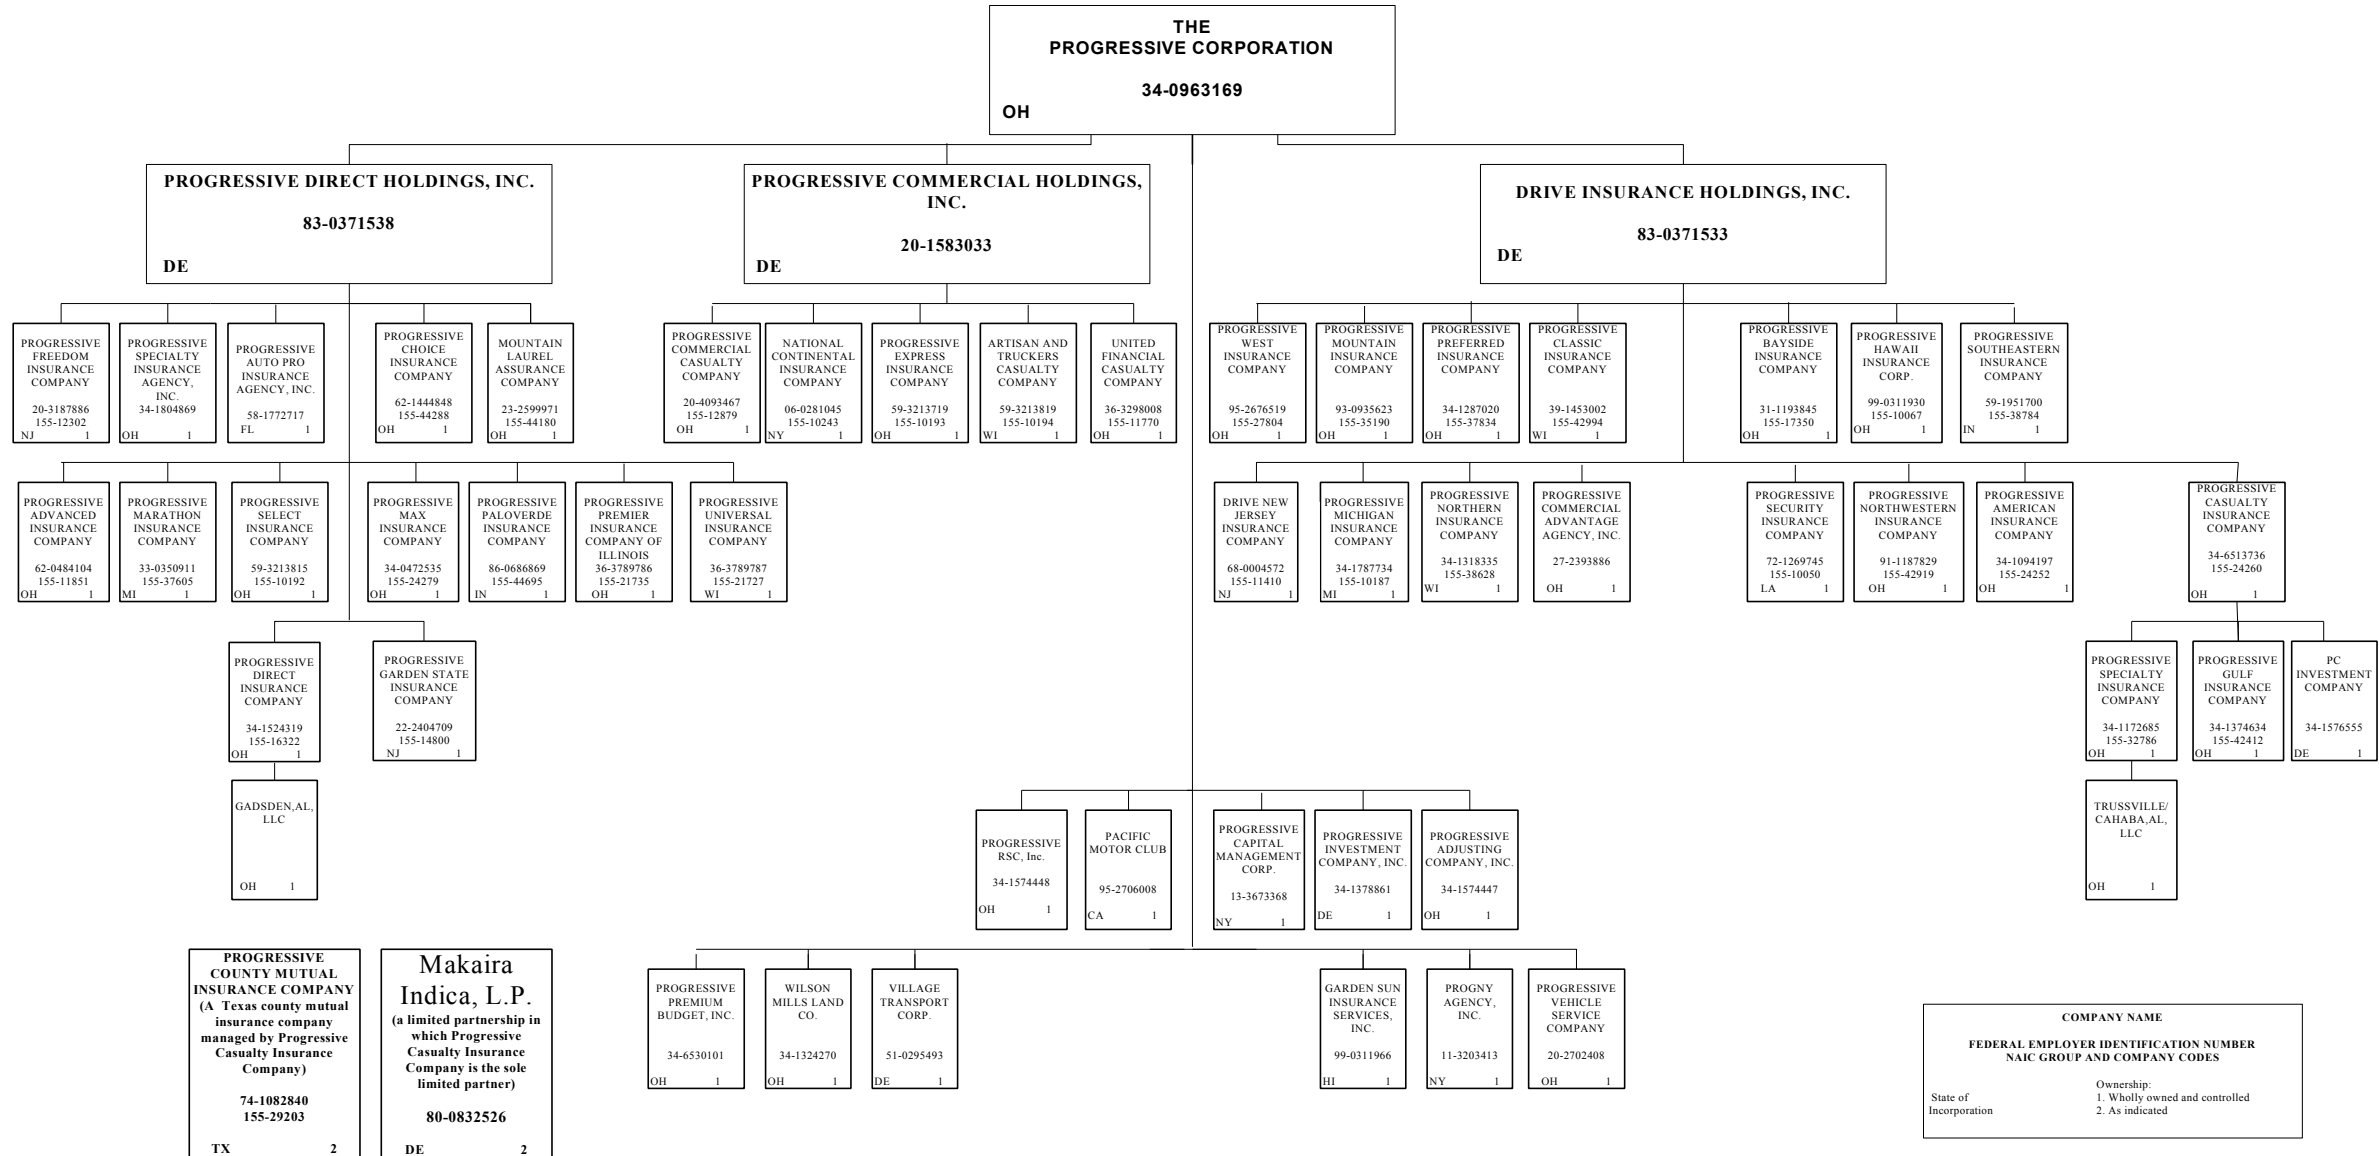 THE
PROGRESSIVE CORPORATION
34-0963169
OH
PROGRESSIVE DIRECT HOLDINGS, INC.
83-0371538
DE
PROGRESSIVE COMMERCIAL HOLDINGS,
INC.
20-1583033
DE
DRIVE INSURANCE HOLDINGS, INC.
83-0371533
DE
PROGRESSIVE
FREEDOM
INSURANCE
COMPANY
20-3187886
155-12302
NJ 1
PROGRESSIVE
SPECIALTY
INSURANCE
AGENCY,
INC.
34-1804869
OH 1
PROGRESSIVE
AUTO PRO
INSURANCE
AGENCY, INC.
58-1772717
FL 1
PROGRESSIVE
CHOICE
INSURANCE
COMPANY
62-1444848
155-44288
OH 1
MOUNTAIN
LAUREL
ASSURANCE
COMPANY
23-2599971
155-44180
OH 1
PROGRESSIVE
COMMERCIAL
CASUALTY
COMPANY
20-4093467
155-12879
OH 1
NATIONAL
CONTINENTAL
INSURANCE
COMPANY
06-0281045
155-10243
NY 1
PROGRESSIVE
EXPRESS
INSURANCE
COMPANY
59-3213719
155-10193
OH 1
ARTISAN AND
TRUCKERS
CASUALTY
COMPANY
59-3213819
155-10194
WI 1
UNITED
FINANCIAL
CASUALTY
COMPANY
36-3298008
155-11770
OH 1
PROGRESSIVE
WEST
INSURANCE
COMPANY
95-2676519
155-27804
OH 1
PROGRESSIVE
MOUNTAIN
INSURANCE
COMPANY
93-0935623
155-35190
OH 1
PROGRESSIVE
PREFERRED
INSURANCE
COMPANY
34-1287020
155-37834
OH 1
PROGRESSIVE
CLASSIC
INSURANCE
COMPANY
39-1453002
155-42994
WI 1
PROGRESSIVE
BAYSIDE
INSURANCE
COMPANY
31-1193845
155-17350
OH 1
PROGRESSIVE
HAWAII
INSURANCE
CORP.
99-0311930
155-10067
OH 1
PROGRESSIVE
SOUTHEASTERN
INSURANCE
COMPANY
59-1951700
155-38784
IN 1
PROGRESSIVE
ADVANCED
INSURANCE
COMPANY
62-0484104
155-11851
OH 1
PROGRESSIVE
MARATHON
INSURANCE
COMPANY
33-0350911
155-37605
MI 1
PROGRESSIVE
SELECT
INSURANCE
COMPANY
59-3213815
155-10192
OH 1
PROGRESSIVE
MAX
INSURANCE
COMPANY
34-0472535
155-24279
OH 1
PROGRESSIVE
PALOVERDE
INSURANCE
COMPANY
86-0686869
155-44695
IN 1
PROGRESSIVE
PREMIER
INSURANCE
COMPANY OF
ILLINOIS
36-3789786
155-21735
OH 1
PROGRESSIVE
UNIVERSAL
INSURANCE
COMPANY
36-3789787
155-21727
WI 1
DRIVE NEW
JERSEY
INSURANCE
COMPANY
68-0004572
155-11410
NJ 1
PROGRESSIVE
MICHIGAN
INSURANCE
COMPANY
34-1787734
155-10187
MI 1
PROGRESSIVE
NORTHERN
INSURANCE
COMPANY
34-1318335
155-38628
WI 1
PROGRESSIVE
COMMERCIAL
ADVANTAGE
AGENCY, INC.
27-2393886
OH 1
PROGRESSIVE
SECURITY
INSURANCE
COMPANY
72-1269745
155-10050
LA 1
PROGRESSIVE
NORTHWESTERN
INSURANCE
COMPANY
91-1187829
155-42919
OH 1
PROGRESSIVE
AMERICAN
INSURANCE
COMPANY
34-1094197
155-24252
OH 1
PROGRESSIVE
CASUALTY
INSURANCE
COMPANY
34-6513736
155-24260
OH 1
PROGRESSIVE
DIRECT
INSURANCE
COMPANY
34-1524319
155-16322
OH 1
PROGRESSIVE
GARDEN STATE
INSURANCE
COMPANY
22-2404709
155-14800
NJ 1
PROGRESSIVE
SPECIALTY
INSURANCE
COMPANY
34-1172685
155-32786
OH 1
PROGRESSIVE
GULF
INSURANCE
COMPANY
34-1374634
155-42412
OH 1
PC
INVESTMENT
COMPANY
34-1576555
DE 1
GADSDEN,AL,
LLC
OH 1
PROGRESSIVE
RSC, Inc.
34-1574448
OH 1
PACIFIC
MOTOR CLUB
95-2706008
CA 1
PROGRESSIVE
CAPITAL
MANAGEMENT
CORP.
13-3673368
NY 1
PROGRESSIVE
INVESTMENT
COMPANY, INC.
34-1378861
DE 1
PROGRESSIVE
ADJUSTING
COMPANY, INC.
34-1574447
OH 1
TRUSSVILLE/
CAHABA,AL,
LLC
OH 1
PROGRESSIVE
COUNTY MUTUAL
INSURANCE COMPANY
(A Texas county mutual
insurance company
managed by Progressive
Casualty Insurance
Company)
74-1082840
155-29203
TX 2
Makaira
Indica, L.P.
(a limited partnership in
which Progressive
Casualty Insurance
Company is the sole
limited partner)
80-0832526
DE 2
PROGRESSIVE
PREMIUM
BUDGET, INC.
34-6530101
OH 1
WILSON
MILLS LAND
CO.
34-1324270
OH 1
VILLAGE
TRANSPORT
CORP.
51-0295493
DE 1
GARDEN SUN
INSURANCE
SERVICES,
INC.
99-0311966
HI 1
PROGNY
AGENCY,
INC.
11-3203413
NY 1
PROGRESSIVE
VEHICLE
SERVICE
COMPANY
20-2702408
OH 1
COMPANY NAME
FEDERAL EMPLOYER IDENTIFICATION NUMBER
NAIC GROUP AND COMPANY CODES
Ownership:
State of 1. Wholly owned and controlled
Incorporation 2. As indicated